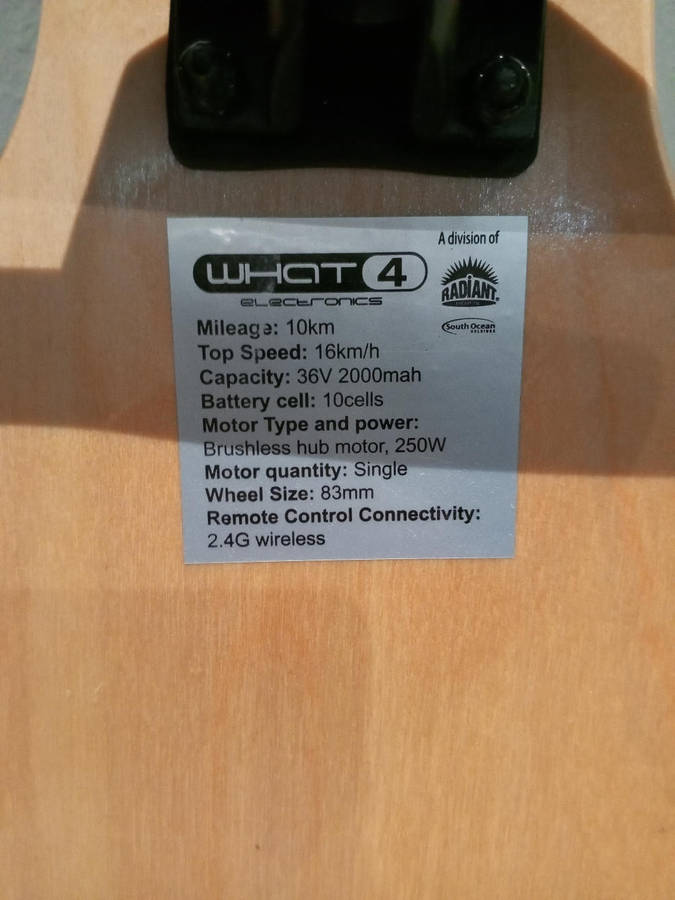 A division of
WHAT 4
electronics
RADIANT
South Ocean
HOLDINGS
Mileage: 10km
Top Speed: 16km/h
Capacity: 36V 2000mah
Battery cell: 10cells
Motor Type and power:
Brushless hub motor, 250W
Motor quantity: Single
Wheel Size: 83mm
Remote Control Connectivity:
2.4G wireless